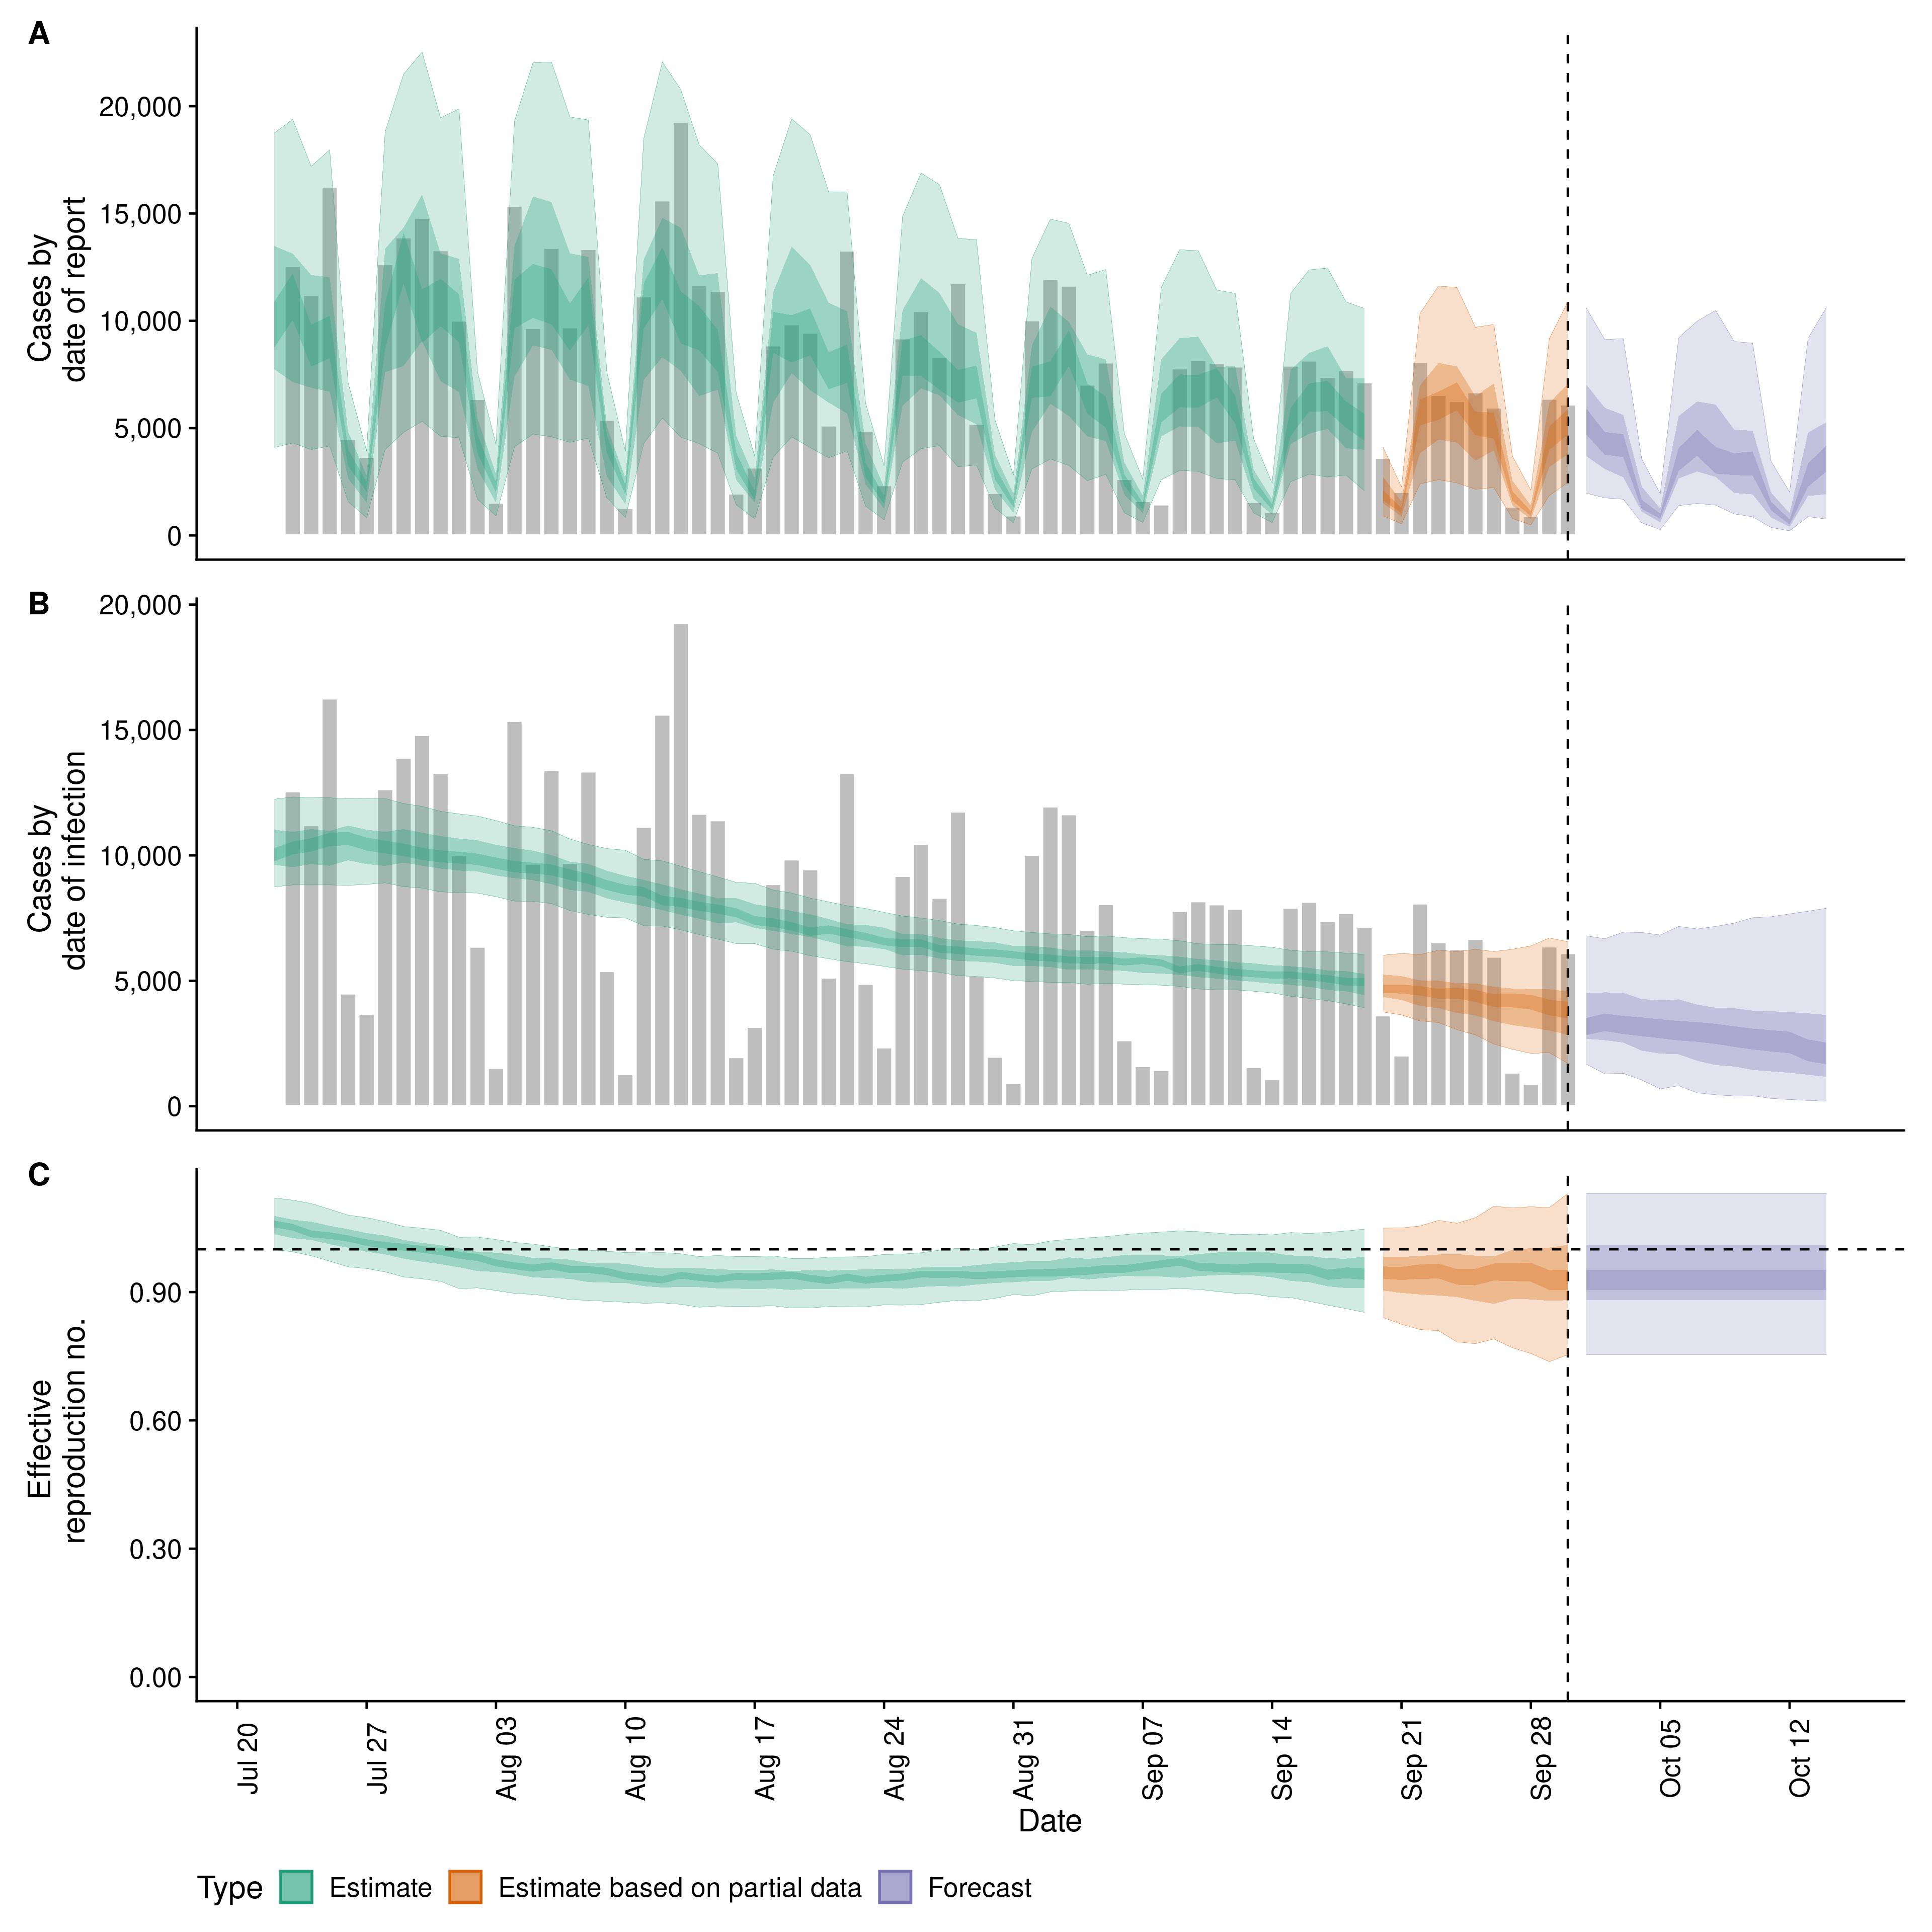 A
Cases by
date of report
20,000
15,000
10,000
5,000
0
B
Cases by
date of infection
20,000
15,000
10,000
5,000
0
C
Effective
reproduction no.
0.90
0.60
0.30
0.00
Jul 20
Jul 27
Aug 03
Aug 10
Aug 17
Aug 24
Aug 31
Sep 07
Sep 14
Sep 21
Sep 28
Oct 05
Oct 12
Date
Type Estimate Estimate based on partial data Forecast